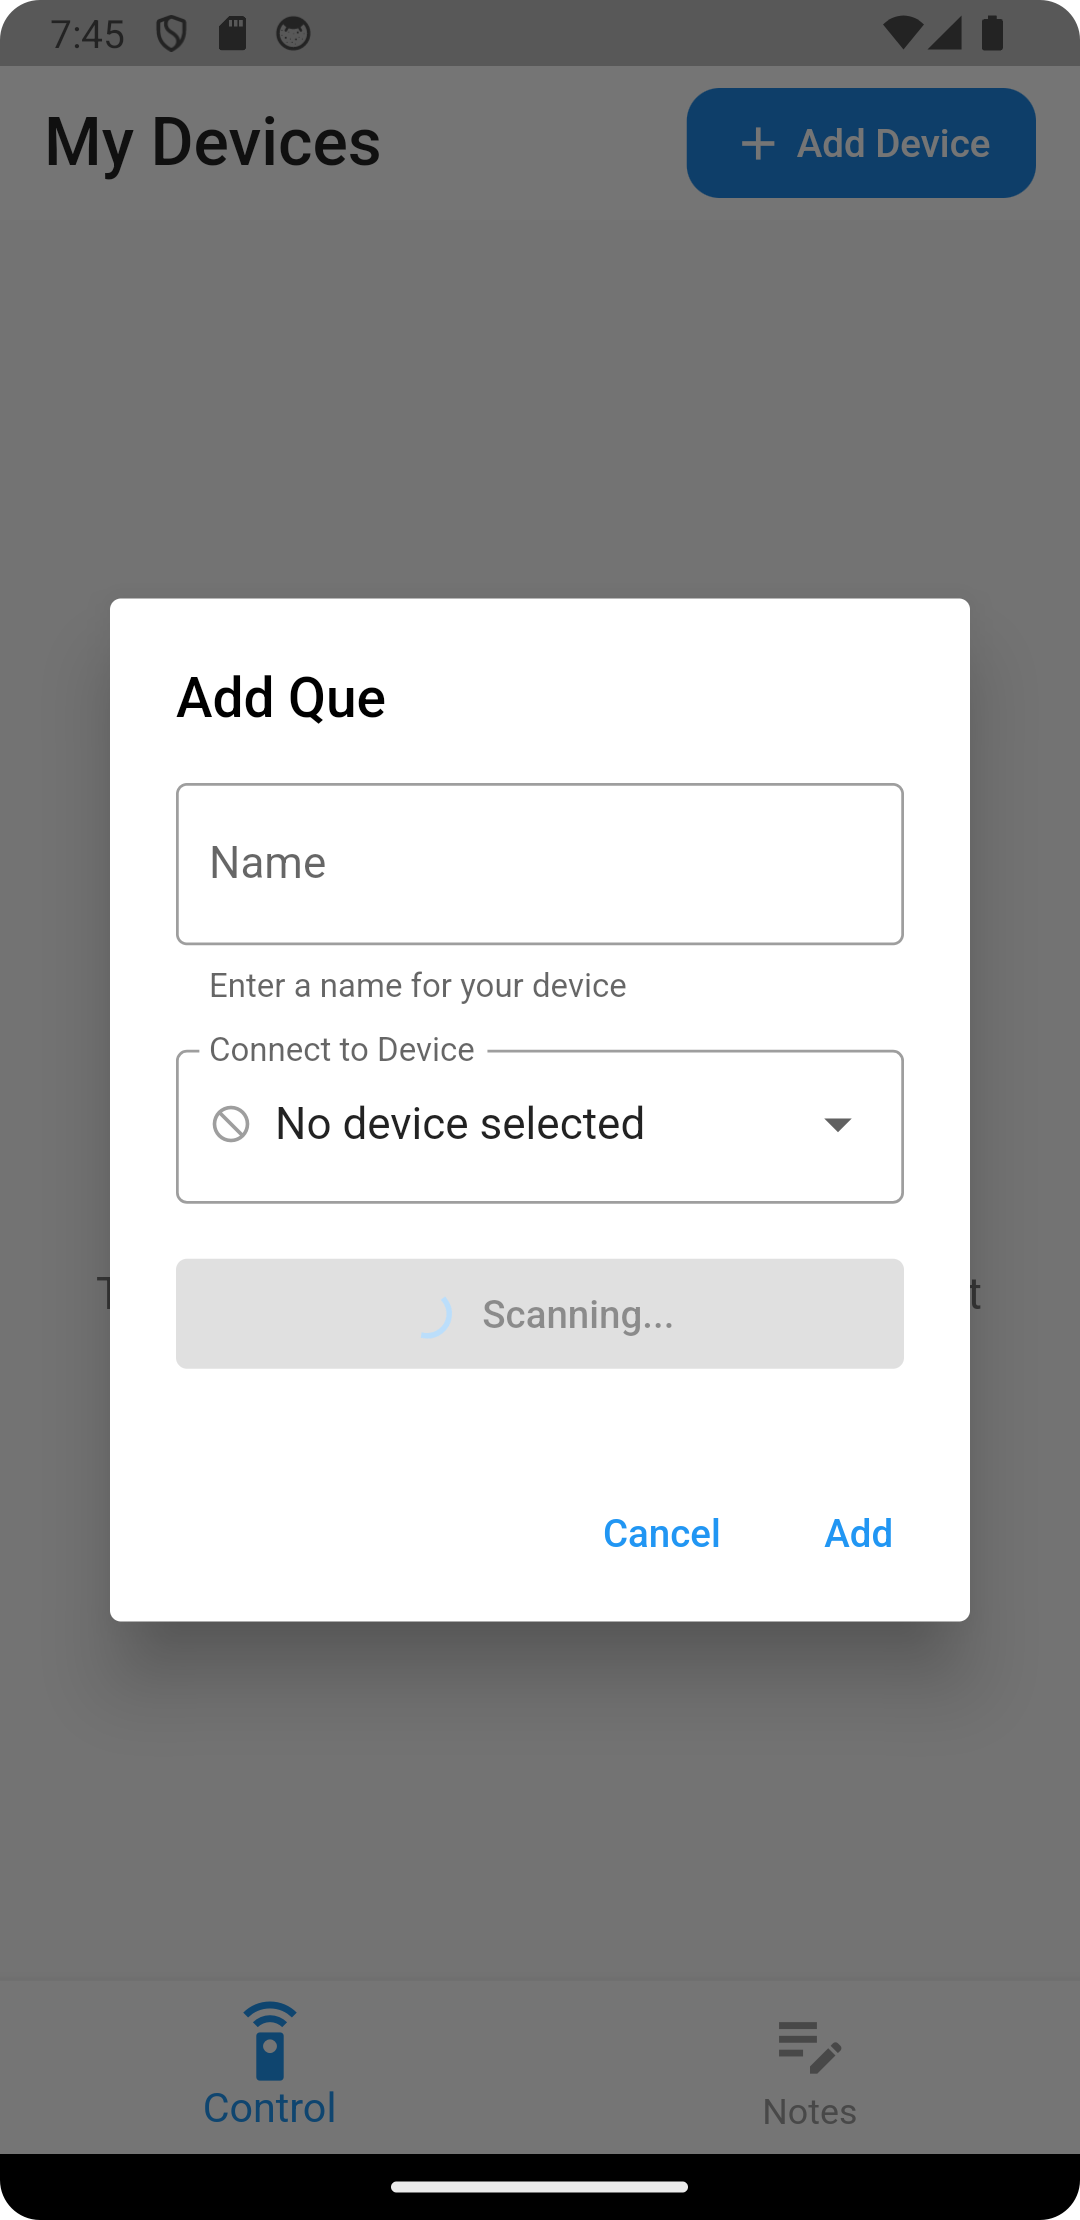 7:45
My Devices
+ Add Device
Add Que
Name
Enter a name for your device
Connect to Device
No device selected
Scanning...
Cancel
Add
Control
Notes